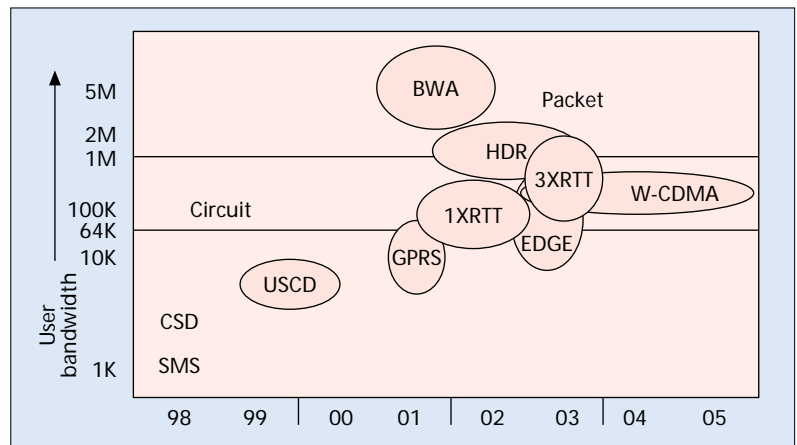 5M
2M
1M
100K
64K
10K
1K
User
bandwidth
BWA
Packet
HDR
3XRTT
W-CDMA
Circuit
1XRTT
EDGE
GPRS
USCD
CSD
SMS
98 99 00 01 02 03 04 05